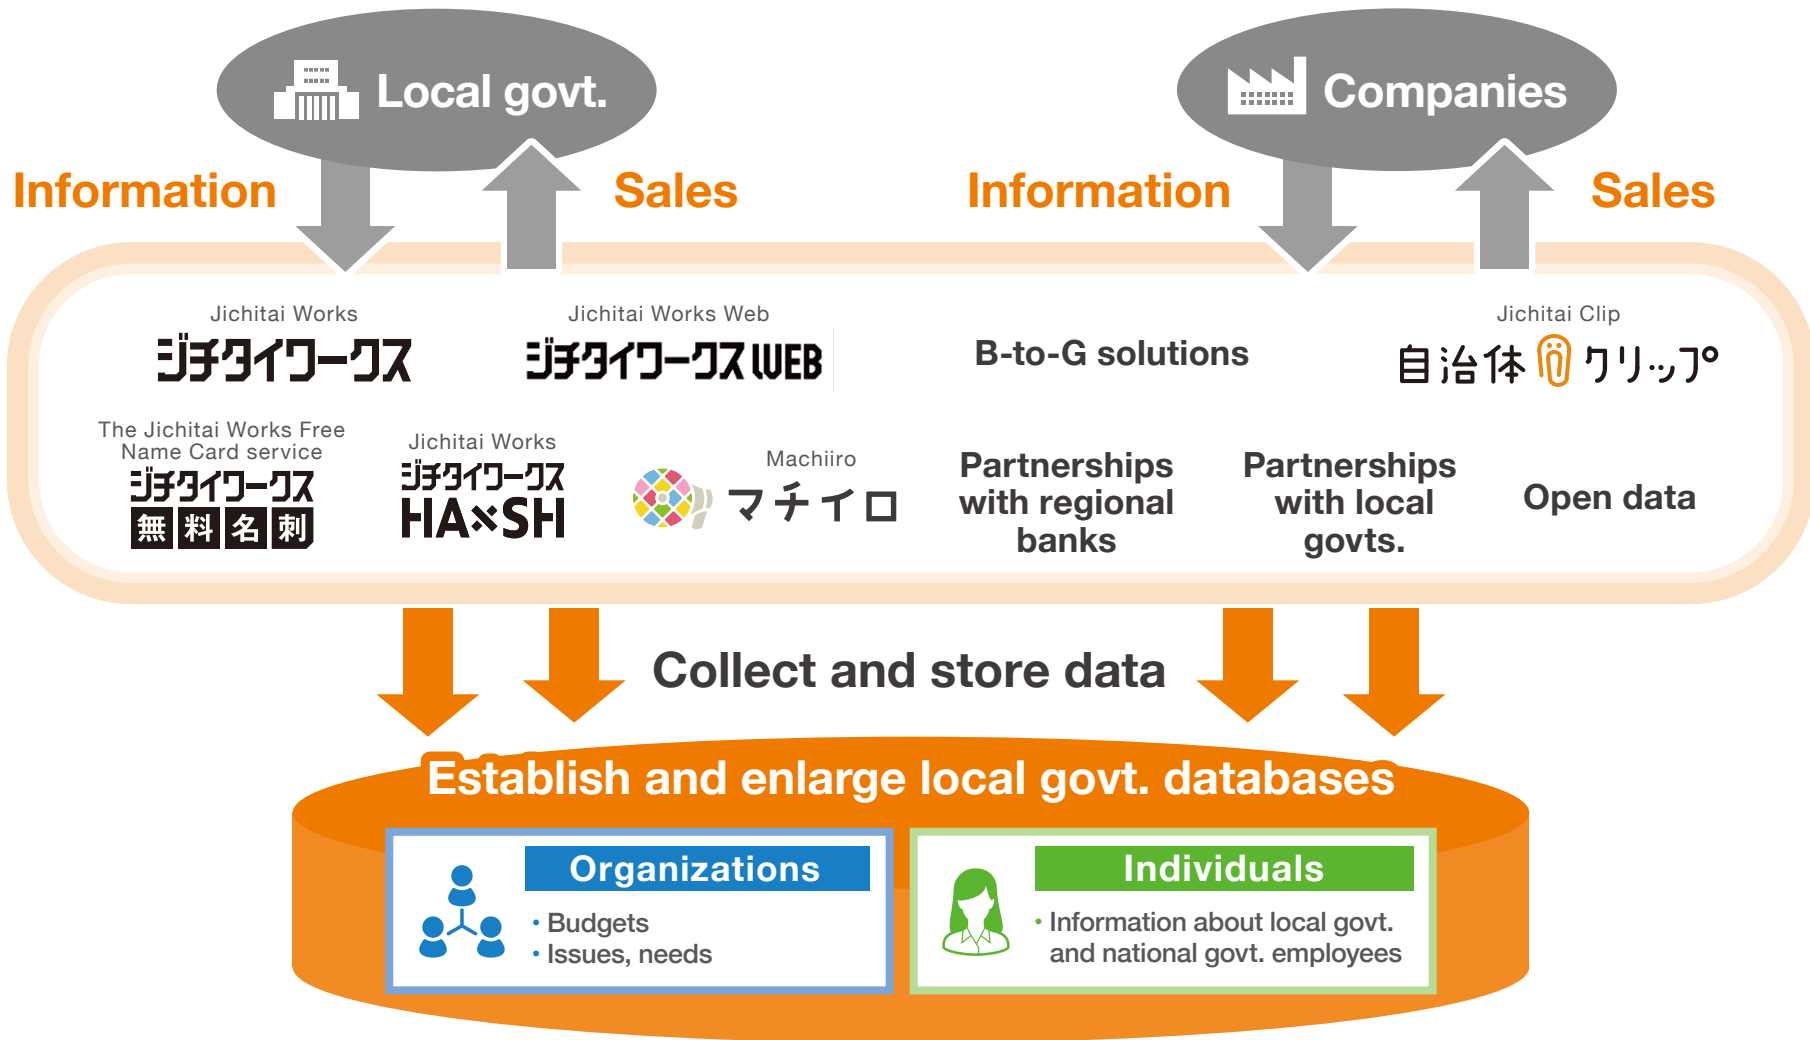 Local govt.
Companies
Information
Sales
Information
Sales
Jichitai Works
ジチタイワークス
Jichitai Works Web
ジチタイワークス WEB
B-to-G solutions
Jichitai Clip
自治体クリップ
The Jichitai Works Free
Name Card service
ジチタイワークス
無料名刺
Jichitai Works
ジチタイワークス
HA×SH
Machiiro
マチイロ
Partnerships
with regional
banks
Partnerships
with local
govts.
Open data
Collect and store data
Establish and enlarge local govt. databases
Organizations
・Budgets
・Issues, needs
Individuals
・Information about local govt.
and national govt. employees